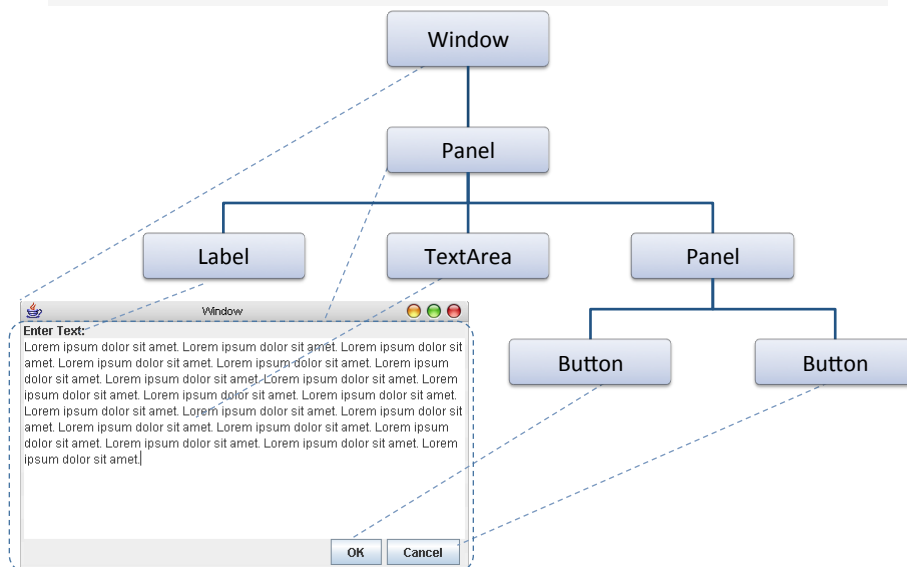 Window
Panel
Label TextArea Panel
Button Button
Window
Enter Text:
Lorem ipsum dolor sit amet. Lorem ipsum dolor sit amet. Lorem ipsum dolor sit
amet. Lorem ipsum dolor sit amet. Lorem ipsum dolor sit amet. Lorem ipsum
dolor sit amet. Lorem ipsum dolor sit amet. Lorem ipsum dolor sit amet. Lorem
ipsum dolor sit amet. Lorem ipsum dolor sit amet. Lorem ipsum dolor sit amet.
Lorem ipsum dolor sit amet. Lorem ipsum dolor sit amet. Lorem ipsum dolor sit
amet. Lorem ipsum dolor sit amet. Lorem ipsum dolor sit amet. Lorem ipsum
dolor sit amet. Lorem ipsum dolor sit amet. Lorem ipsum dolor sit amet. Lorem
ipsum dolor sit amet.
OK Cancel